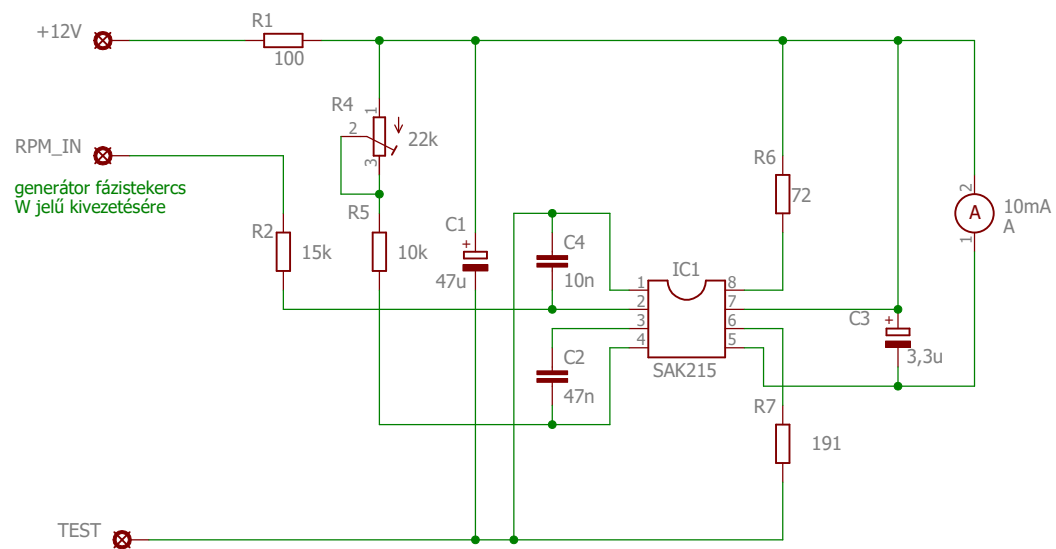 +12V
R1
100
R4
1
2
3
22k
RPM_IN
generátor fázistekercs
W jelű kivezetésére
R2
15k
R5
10k
C1
+
47u
C4
10n
C2
47n
IC1
1
2
3
4
8
7
6
5
SAK215
R6
72
R7
191
C3
+
3,3u
2
A
1
10mA
A
TEST